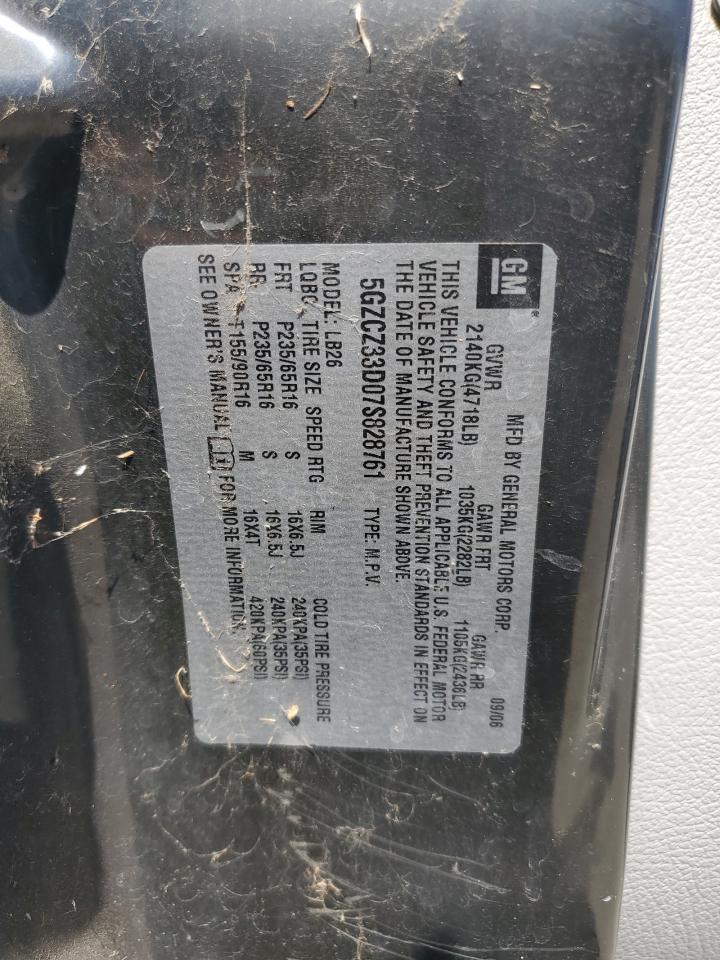 GM®
MFD BY GENERAL MOTORS CORP. 09/06
GVWR GAWR FRT GAWR RR
2140KG(4718LB) 1035KG(2282LB) 1105KG(2436LB)
THIS VEHICLE CONFORMS TO ALL APPLICABLE U.S. FEDERAL MOTOR
VEHICLE SAFETY AND THEFT PREVENTION STANDARDS IN EFFECT ON
THE DATE OF MANUFACTURE SHOWN ABOVE.
5GZCZ33D07S828761 TYPE: M.P.V.
MODEL: LB26
LQBC TIRE SIZE SPEED RTG RIM COLD TIRE PRESSURE
FRT P235/65R16 S 16X6.5J 240KPA(35PSI)
RR P235/65R16 S 16X6.5J 240KPA(35PSI)
SPA T155/90R16 M 16X4T 420KPA(60PSI)
SEE OWNER'S MANUAL FOR MORE INFORMATION.